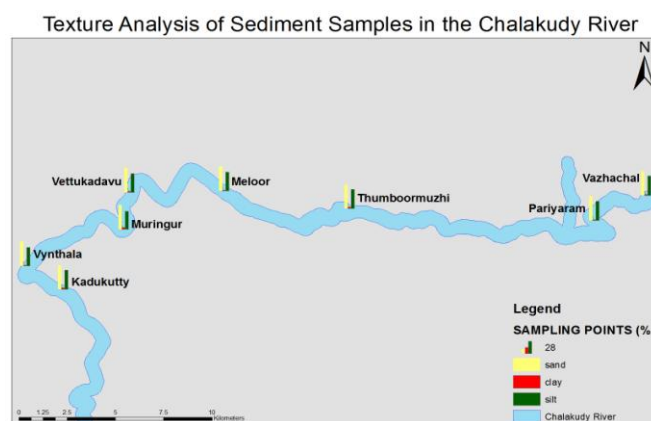 Texture Analysis of Sediment Samples in the Chalakudy River
N
Vazhachal
Vettukadavu
Meloor
Thumboormuzhi
Pariyaram
Muringur
Vynthala
Kadukutty
Legend
SAMPLING POINTS (%
28
sand
clay
silt
Chalakudy River
0 1.25 2.5 5 7.5 10
Kilometers